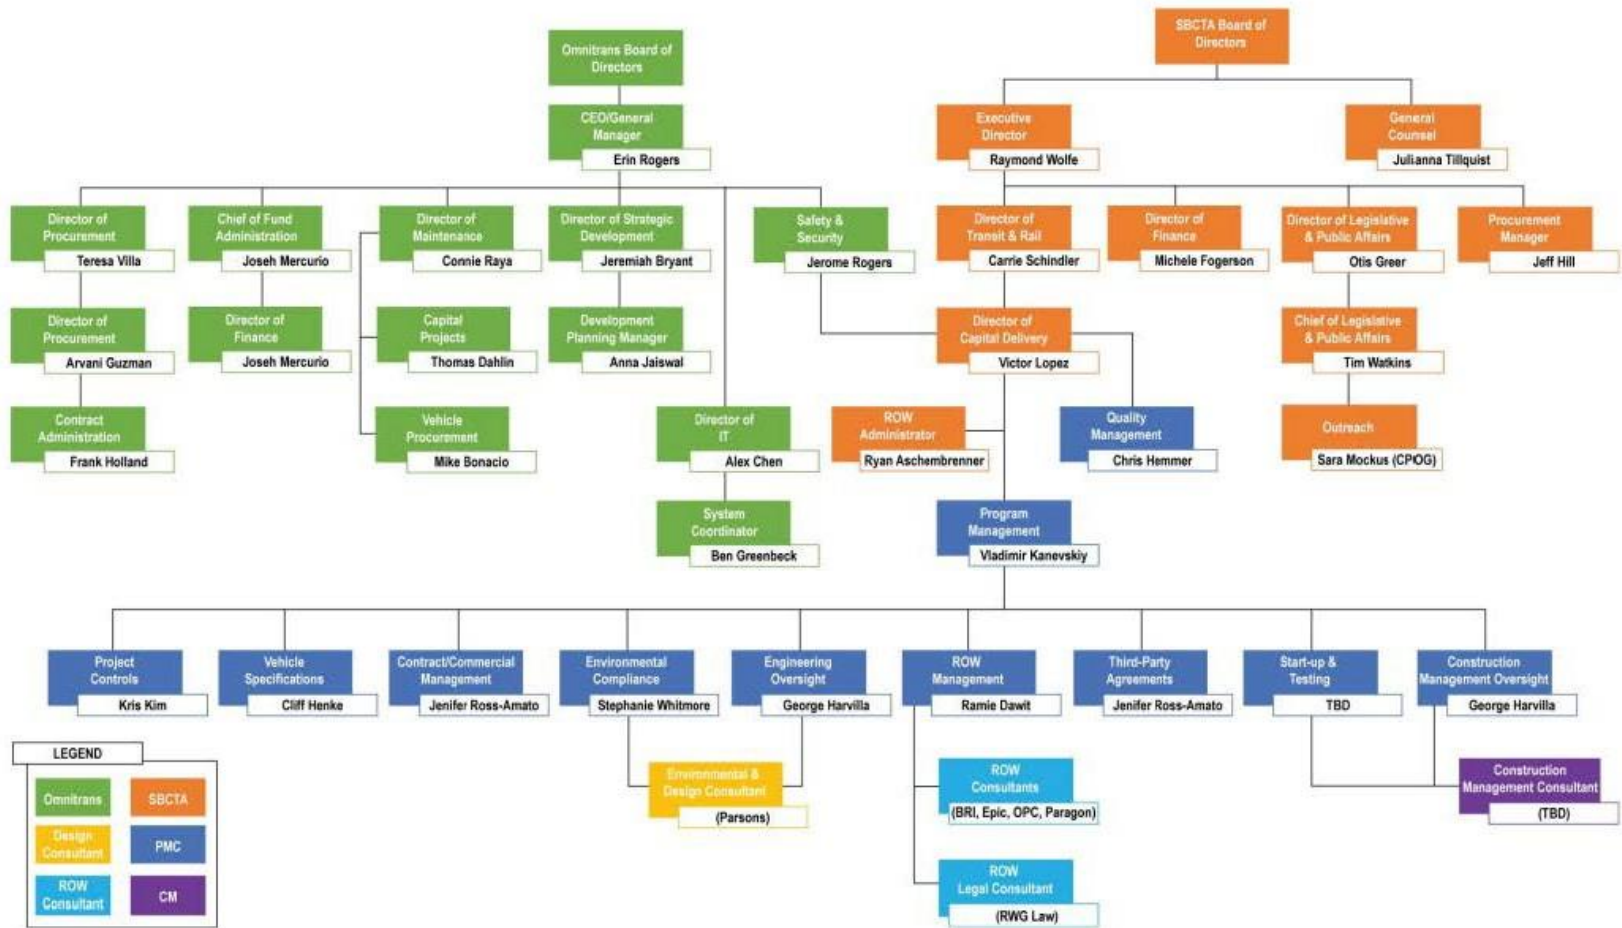 SBCTA Board of
Directors
Omnitrans Board of
Directors
CEO/General
Manager
Erin Rogers
Executive
Director
Raymond Wolfe
General
Counsel
Julianna Tillquist
Director of
Procurement
Teresa Villa
Chief of Fund
Administration
Joseh Mercurio
Director of
Maintenance
Connie Raya
Director of Strategic
Development
Jeremiah Bryant
Safety &
Security
Jerome Rogers
Director of
Transit & Rail
Carrie Schindler
Director of
Finance
Michele Fogerson
Director of Legislative
& Public Affairs
Otis Greer
Procurement
Manager
Jeff Hill
Director of
Procurement
Arvani Guzman
Director of
Finance
Joseh Mercurio
Capital
Projects
Thomas Dahlin
Development
Planning Manager
Anna Jaiswal
Director of
Capital Delivery
Victor Lopez
Chief of Legislative
& Public Affairs
Tim Watkins
Contract
Administration
Frank Holland
Vehicle
Procurement
Mike Bonacio
Director of
IT
Alex Chen
ROW
Administrator
Ryan Aschembrenner
Quality
Management
Chris Hemmer
Outreach
Sara Mockus (CPIOG)
System
Coordinator
Ben Greenbeck
Program
Management
Vladimir Kanevskiy
Project
Controls
Kris Kim
Vehicle
Specifications
Cliff Henke
Contract/Commercial
Management
Jenifer Ross-Amato
Environmental
Compliance
Stephanie Whitmore
Engineering
Oversight
George Harvilla
ROW
Management
Ramie Dawit
Third-Party
Agreements
Jenifer Ross-Amato
Start-up &
Testing
TBD
Construction
Management Oversight
George Harvilla
Environmental &
Design Consultant
(Parsons)
ROW
Consultants
(BRI, Epic, OPC, Paragon)
Construction
Management Consultant
(TBD)
ROW
Legal Consultant
(RWG Law)
LEGEND
Omnitrans
SBCTA
Design
Consultant
PMC
ROW
Consultant
CM